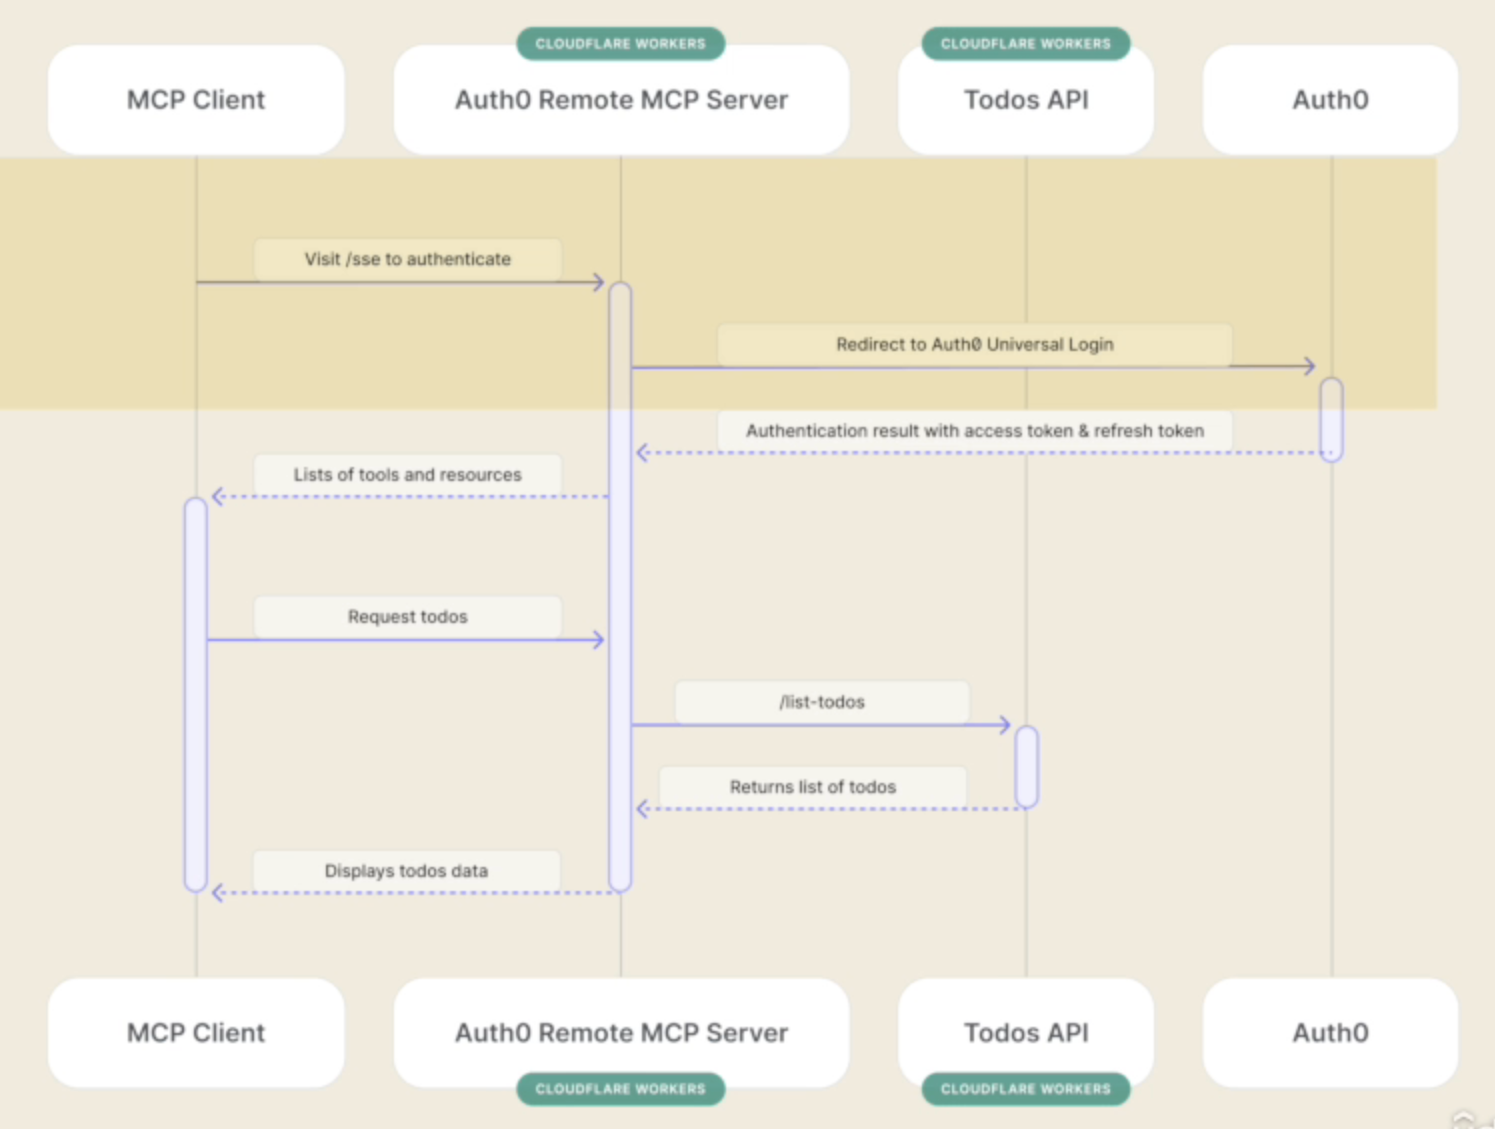 CLOUDFLARE WORKERS
CLOUDFLARE WORKERS
MCP Client
Auth0 Remote MCP Server
Todos API
Auth0
Visit /sse to authenticate
Redirect to Auth0 Universal Login
Authentication result with access token & refresh token
Lists of tools and resources
Request todos
/list-todos
Returns list of todos
Displays todos data
MCP Client
Auth0 Remote MCP Server
Todos API
Auth0
CLOUDFLARE WORKERS
CLOUDFLARE WORKERS